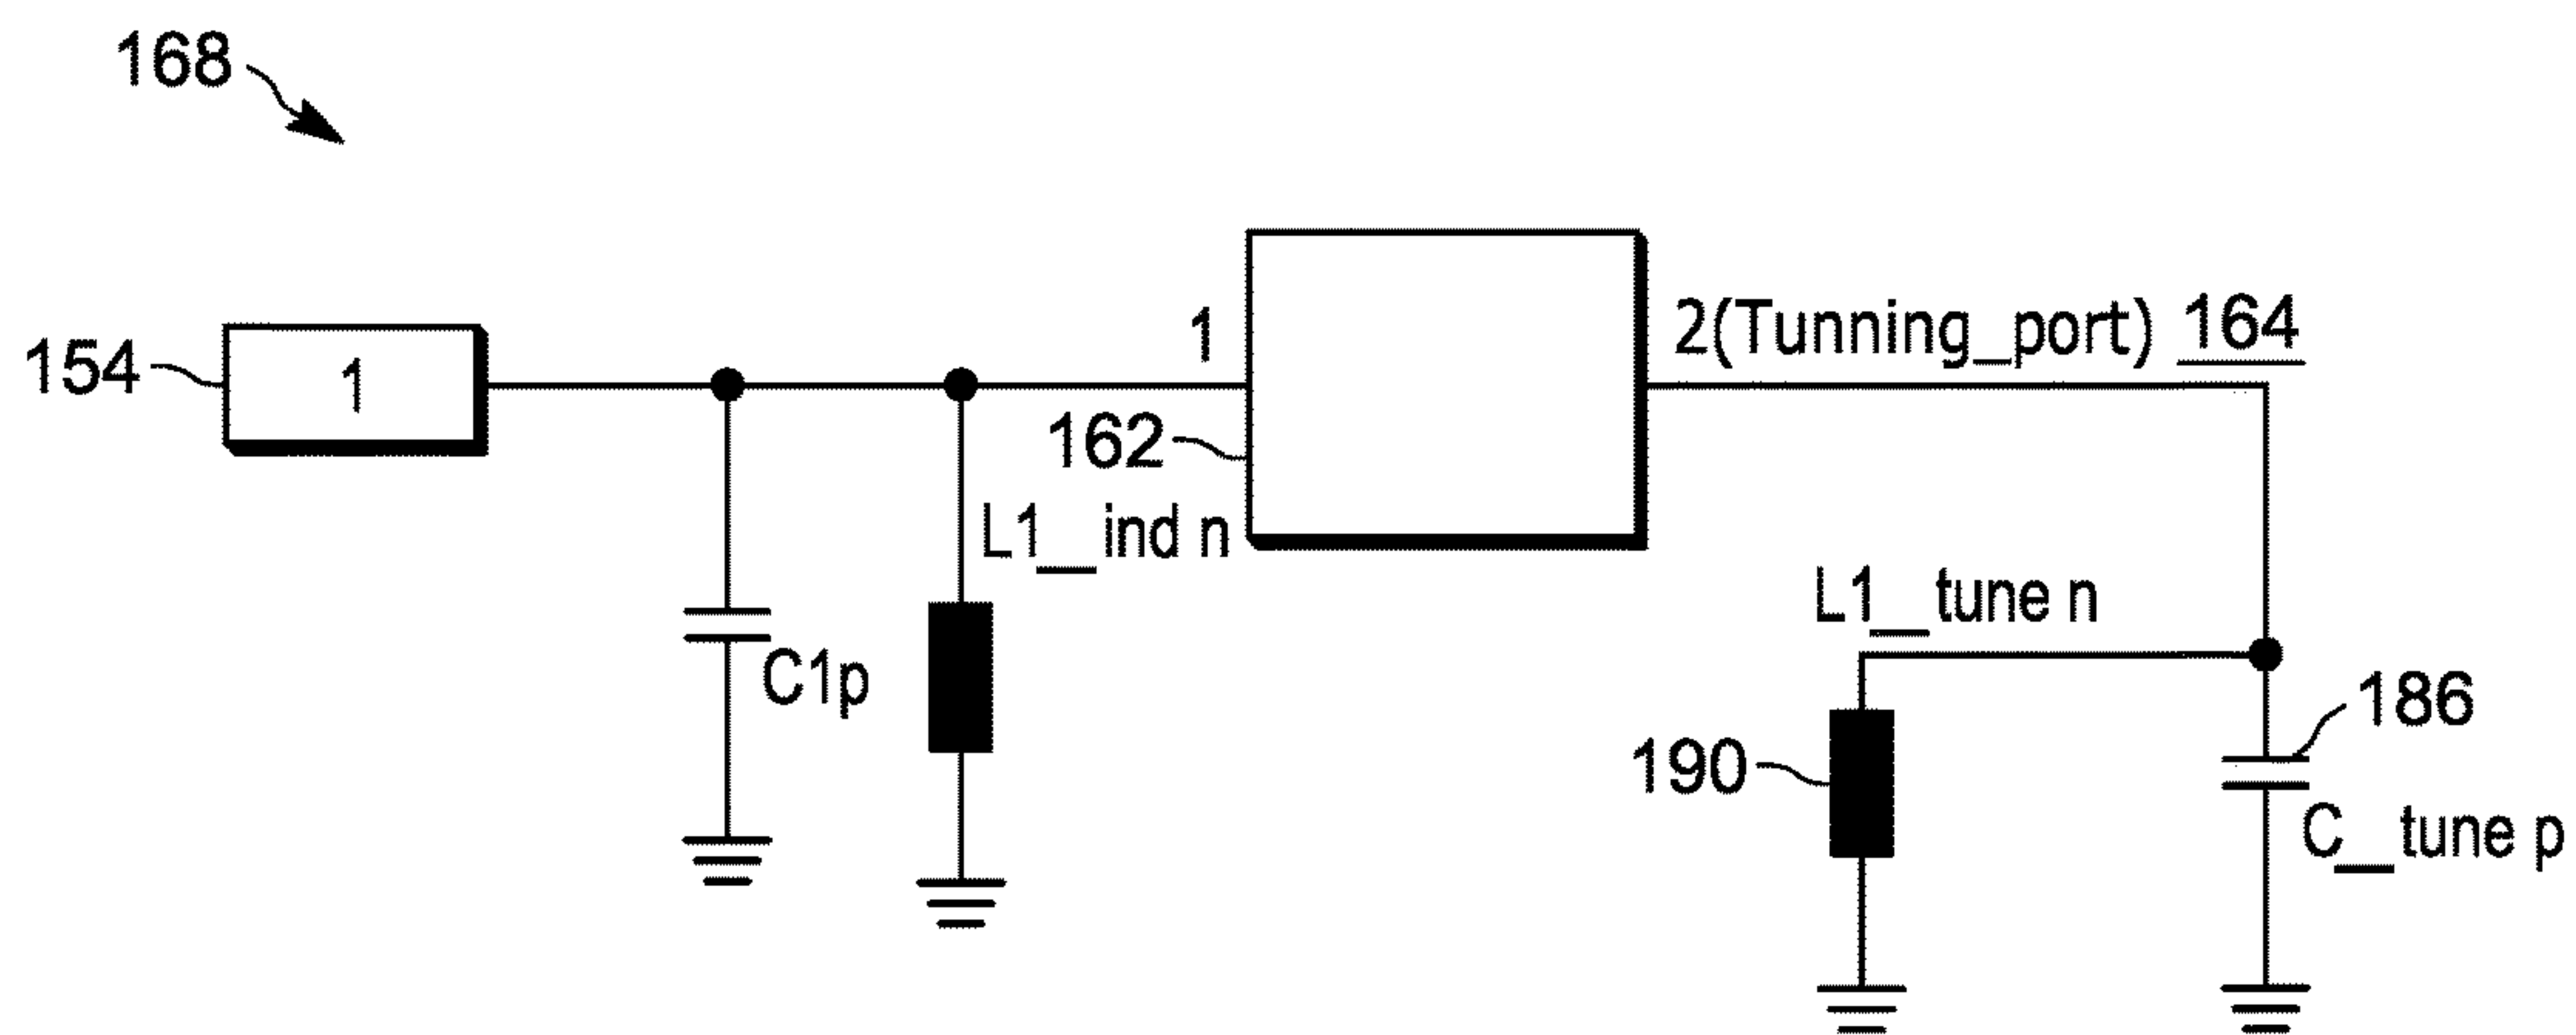 168
154
1
1
2(Tunning_port) 164
162
L1__ind n
C1p
L1__tune n
190
186
C__tune p